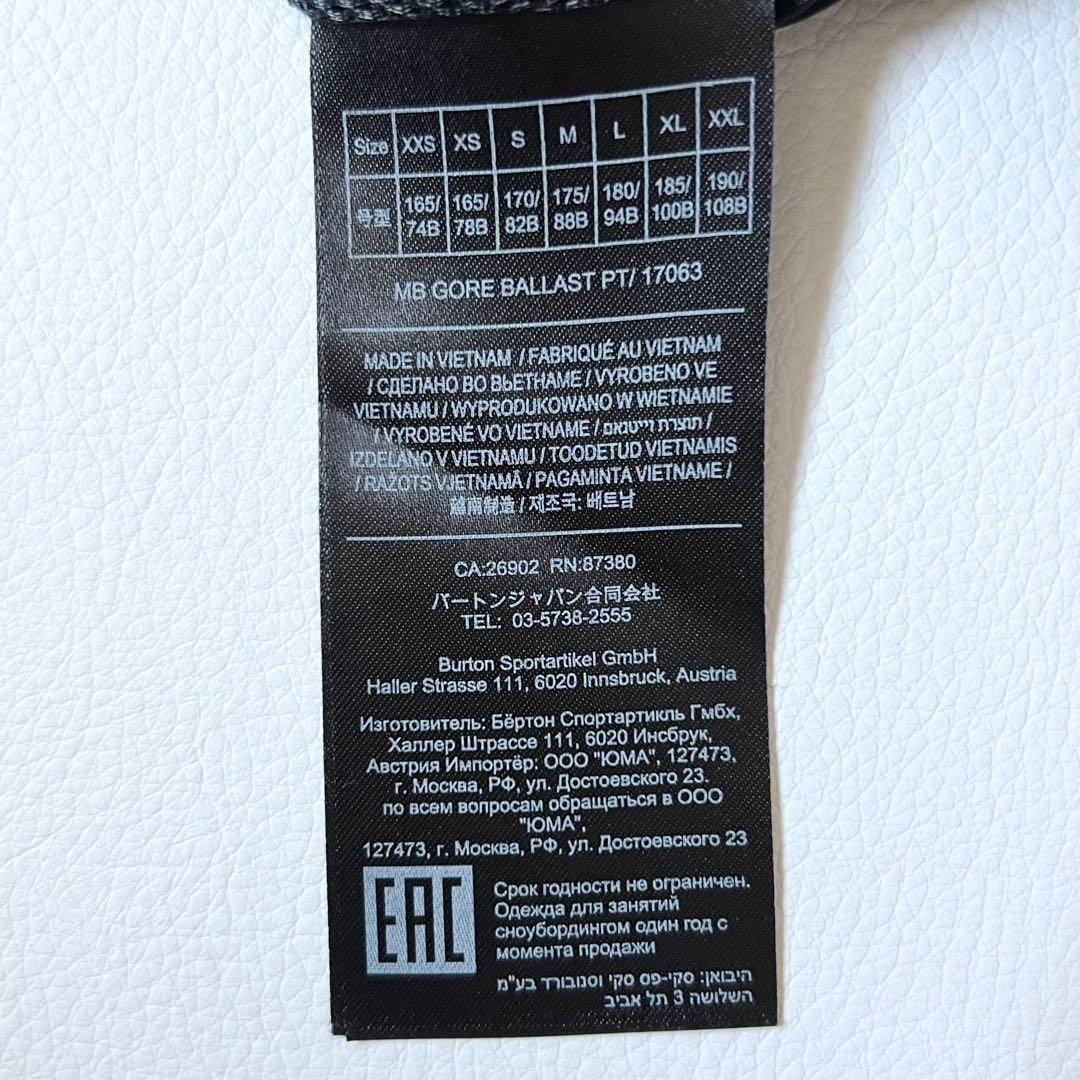 Size XXS XS S M L XL XXL
号型 165/ 165/ 170/ 175/ 180/ 185/ 190/
74B 78B 82B 88B 94B 100B 108B
MB GORE BALLAST PT/ 17063
MADE IN VIETNAM / FABRIQUÉ AU VIETNAM
/ СДЕЛАНО ВО ВЬЕТНАМЕ / VYROBENO VE
VIETNAMU / WYPRODUKOWANO W WIETNAMIE
/ VYROBENÉ VO VIETNAME / תוצרת וייטנאם /
IZDELANO V VIETNAMU / TOODETUD VIETNAMIS
/ RAŽOTS VJETNAMĀ / PAGAMINTA VIETNAME /
越南制造 / 제조국: 베트남
CA:26902 RN:87380
バートンジャパン合同会社
TEL: 03-5738-2555
Burton Sportartikel GmbH
Haller Strasse 111, 6020 Innsbruck, Austria
Изготовитель: Бёртон Спортартикль Гмбх,
Халлер Штрассе 111, 6020 Инсбрук,
Австрия Импортёр: ООО "ЮМА", 127473,
г. Москва, РФ, ул. Достоевского 23.
по всем вопросам обращаться в ООО
"ЮМА",
127473, г. Москва, РФ, ул. Достоевского 23
EAC
Срок годности не ограничен.
Одежда для занятий
сноубордингом один год с
момента продажи
היבואן: סקי-פס סקי וסנובורד בע"מ
השלושה 3 תל אביב